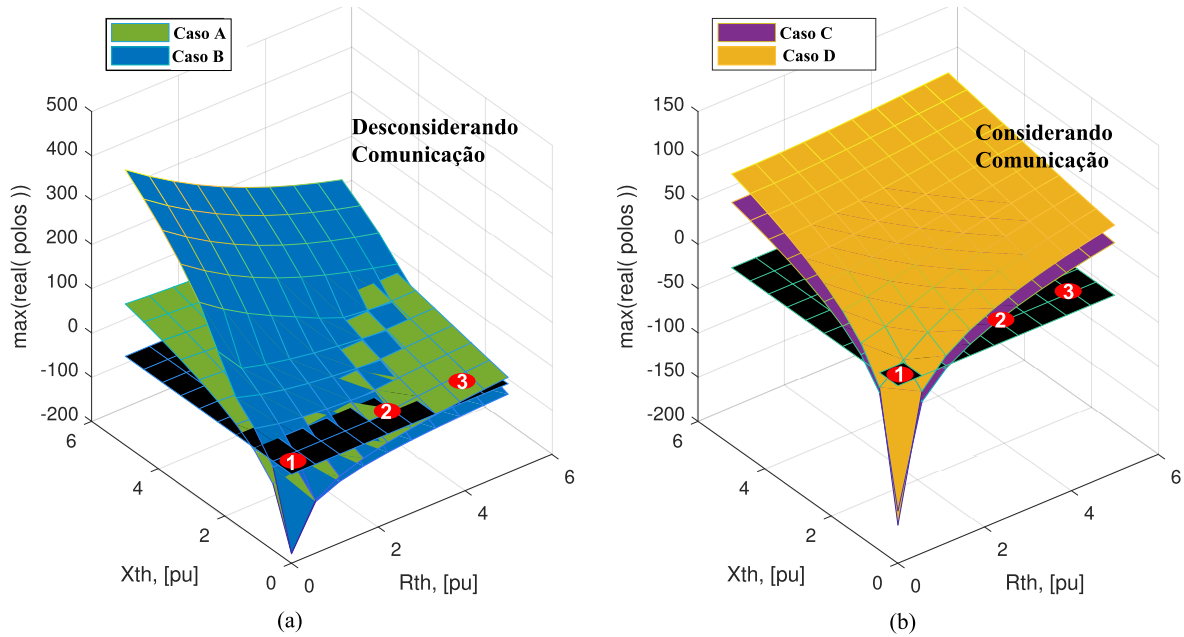 Caso A
Caso B
Desconsiderando
Comunicação
max(real( polos ))
500
400
300
200
100
0
-100
-200
6
4
2
0
0
2
4
6
Xth, [pu]
Rth, [pu]
1
2
3
(a)
Caso C
Caso D
Considerando
Comunicação
max(real( polos ))
150
100
50
0
-50
-100
-150
-200
6
4
2
0
0
2
4
6
Xth, [pu]
Rth, [pu]
1
2
3
(b)